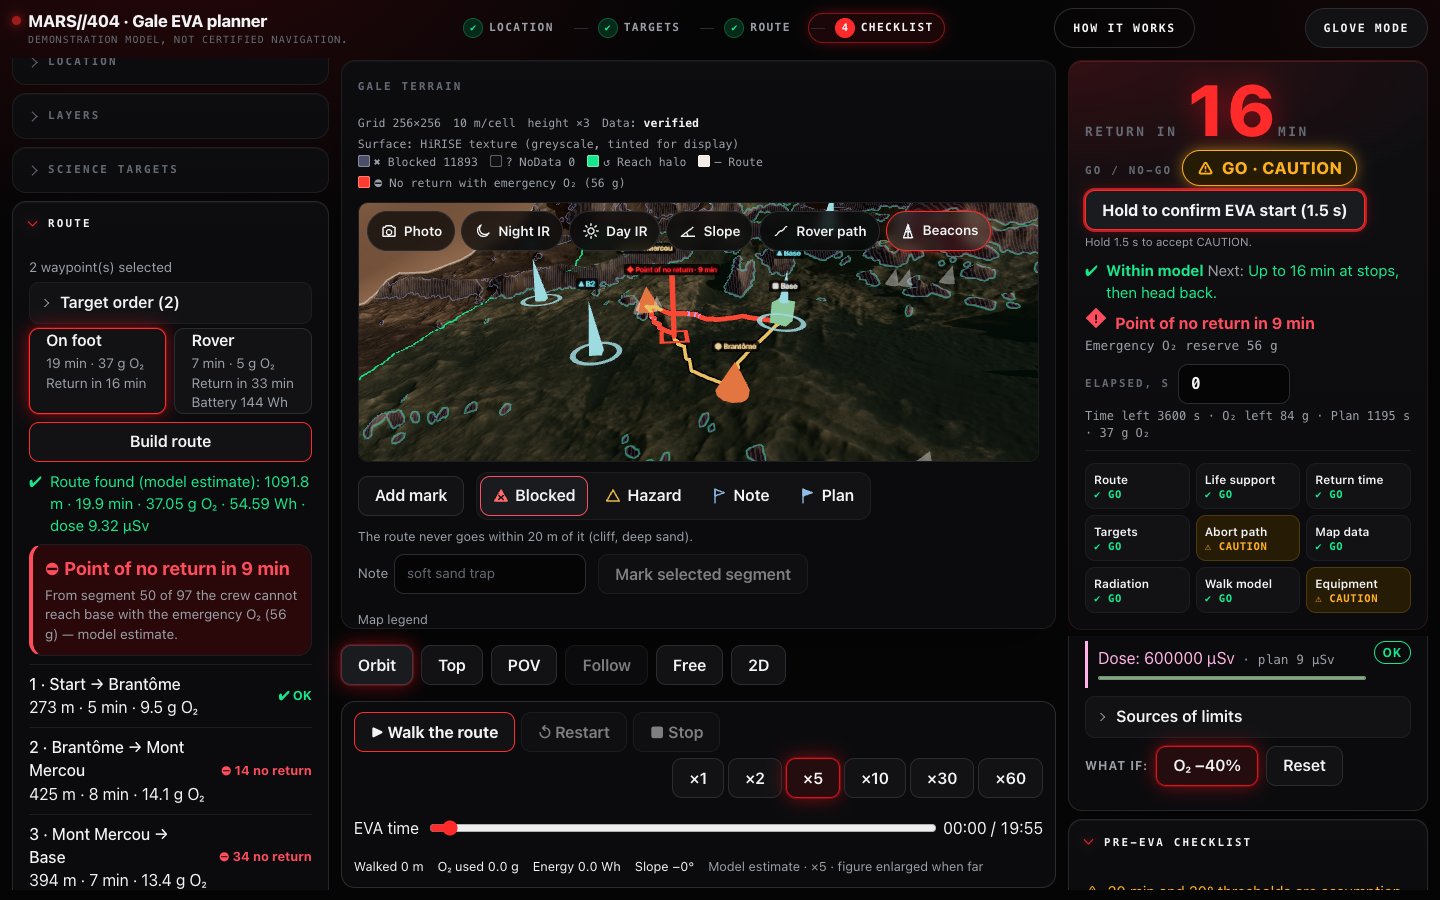 MARS//404 · Gale EVA planner
DEMONSTRATION MODEL, NOT CERTIFIED NAVIGATION.
✔ LOCATION
✔ TARGETS
✔ ROUTE
4 CHECKLIST
HOW IT WORKS
GLOVE MODE
LOCATION
LAYERS
SCIENCE TARGETS
ROUTE
2 waypoint(s) selected
Target order (2)
On foot
19 min · 37 g O₂
Return in 16 min
Rover
7 min · 5 g O₂
Return in 33 min
Battery 144 Wh
Build route
✔ Route found (model estimate): 1091.8
m · 19.9 min · 37.05 g O₂ · 54.59 Wh ·
dose 9.32 µSv
Point of no return in 9 min
From segment 50 of 97 the crew cannot
reach base with the emergency O₂ (56
g) — model estimate.
1 · Start → Brantôme
273 m · 5 min · 9.5 g O₂
✔ OK
2 · Brantôme → Mont
Mercou
425 m · 8 min · 14.1 g O₂
14 no return
3 · Mont Mercou →
Base
394 m · 7 min · 13.4 g O₂
34 no return
GALE TERRAIN
Grid 256×256 10 m/cell height ×3 Data: verified
Surface: HiRISE texture (greyscale, tinted for display)
✖ Blocked 11893 ? NoData 0 ↺ Reach halo — Route
⛔ No return with emergency O₂ (56 g)
Photo
Night IR
Day IR
Slope
Rover path
Beacons
Mercou
Point of no return · 9 min
▲ B2
▲ Base
Base
Brantôme
Add mark
Blocked
Hazard
Note
Plan
The route never goes within 20 m of it (cliff, deep sand).
Note
soft sand trap
Mark selected segment
Map legend
Orbit
Top
POV
Follow
Free
2D
▶ Walk the route
↺ Restart
■ Stop
×1
×2
×5
×10
×30
×60
EVA time
00:00 / 19:55
Walked 0 m O₂ used 0.0 g Energy 0.0 Wh Slope −0° Model estimate · ×5 · figure enlarged when far
RETURN IN 16 MIN
GO / NO-GO
⚠ GO · CAUTION
Hold to confirm EVA start (1.5 s)
Hold 1.5 s to accept CAUTION.
✔ Within model Next: Up to 16 min at stops,
then head back.
Point of no return in 9 min
Emergency O₂ reserve 56 g
ELAPSED, S
0
Time left 3600 s · O₂ left 84 g · Plan 1195 s
· 37 g O₂
Route
✔ GO
Life support
✔ GO
Return time
✔ GO
Targets
✔ GO
Abort path
⚠ CAUTION
Map data
✔ GO
Radiation
✔ GO
Walk model
✔ GO
Equipment
⚠ CAUTION
Dose: 600000 µSv · plan 9 µSv
OK
Sources of limits
WHAT IF:
O₂ −40%
Reset
PRE–EVA CHECKLIST